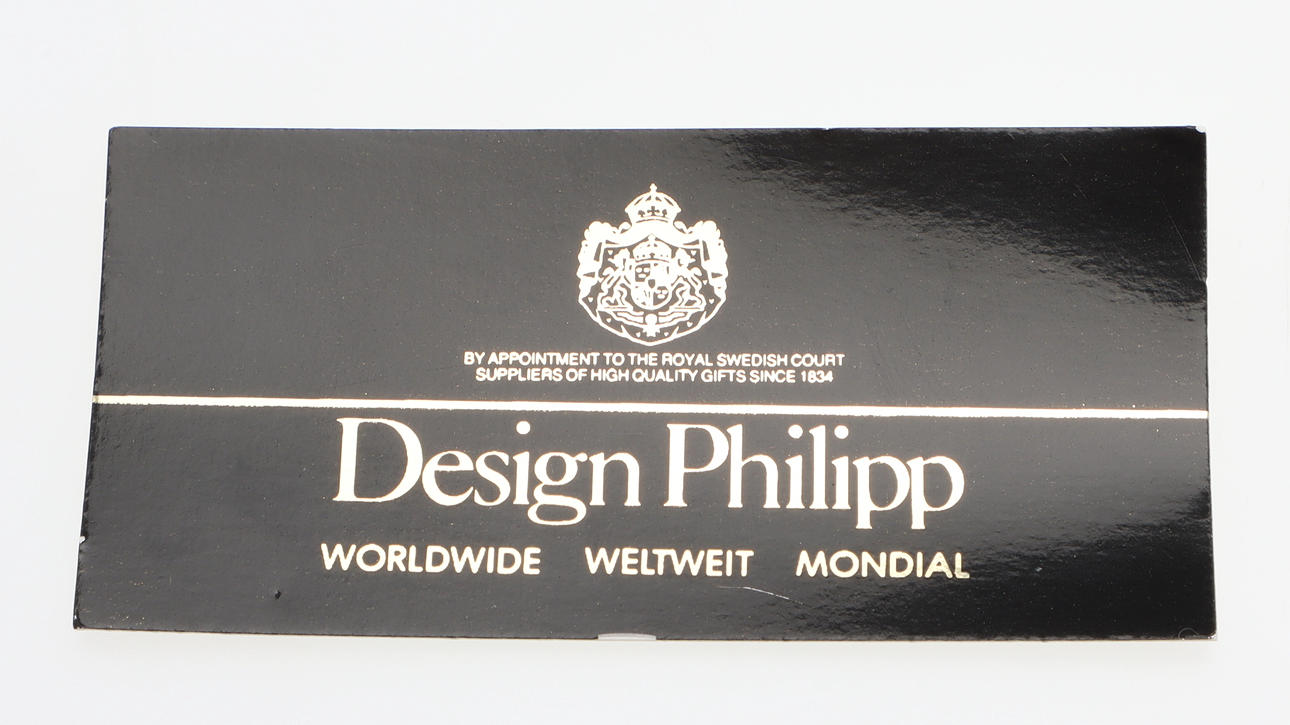 BY APPOINTMENT TO THE ROYAL SWEDISH COURT
SUPPLIERS OF HIGH QUALITY GIFTS SINCE 1834
Design Philipp
WORLDWIDE WELTWEIT MONDIAL